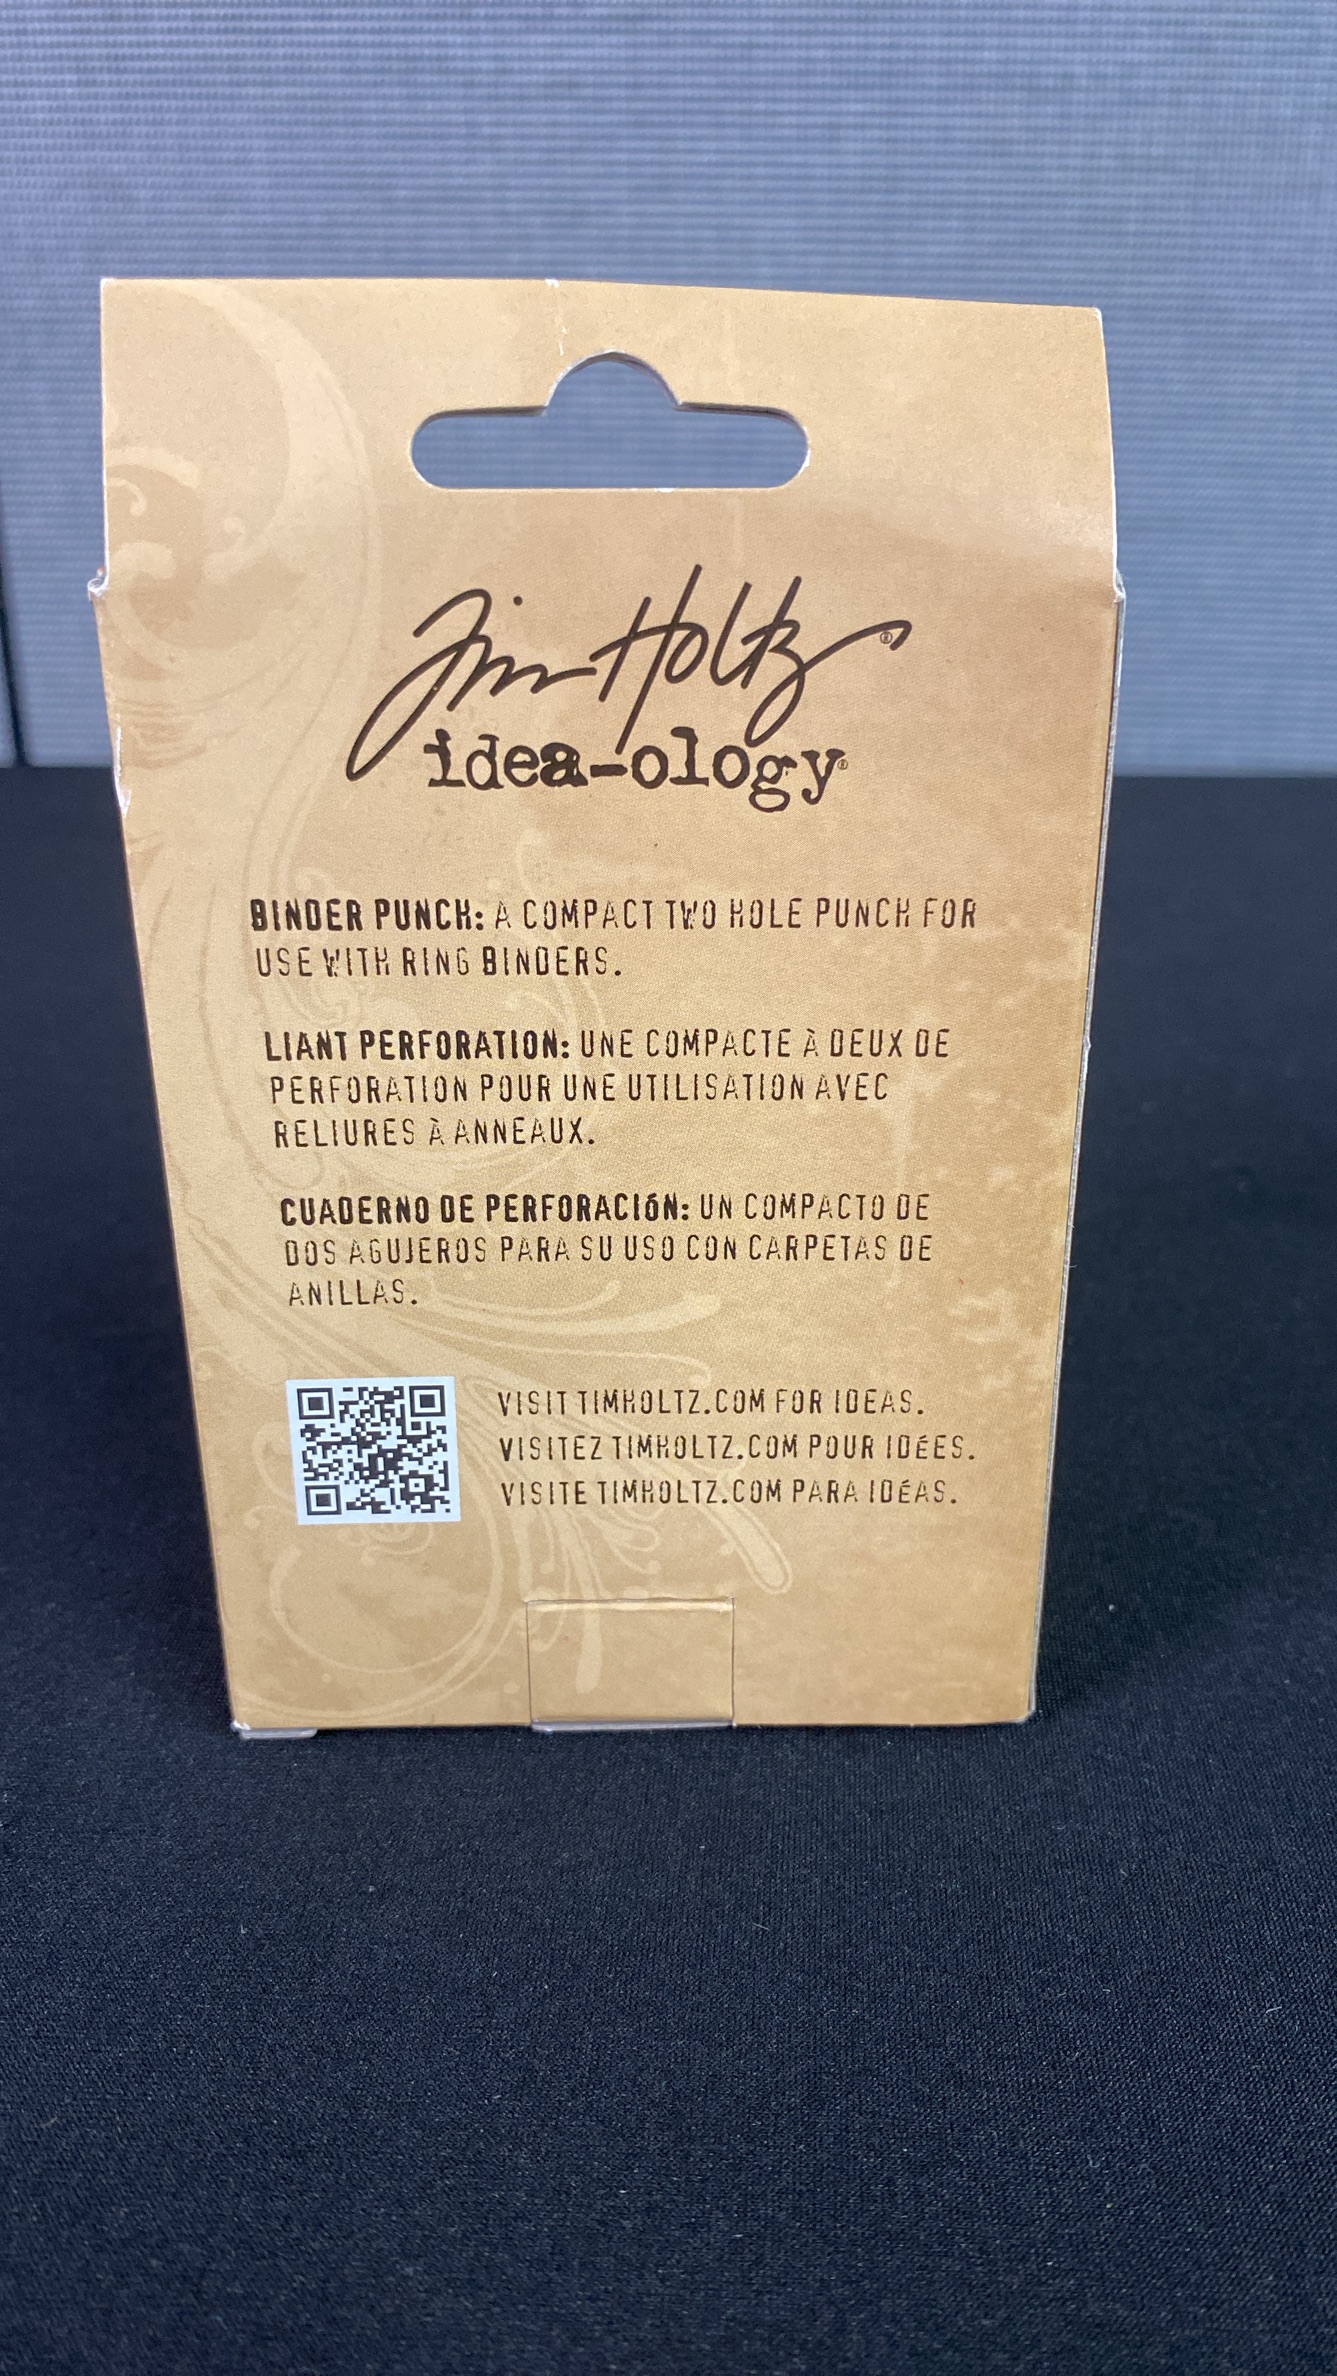 Tim Holtz®
idea-ology®
BINDER PUNCH: A COMPACT TWO HOLE PUNCH FOR
USE WITH RING BINDERS.
LIANT PERFORATION: UNE COMPACTE À DEUX DE
PERFORATION POUR UNE UTILISATION AVEC
RELIURES À ANNEAUX.
CUADERNO DE PERFORACIÓN: UN COMPACTO DE
DOS AGUJEROS PARA SU USO CON CARPETAS DE
ANILLAS.
VISIT TIMHOLTZ.COM FOR IDEAS.
VISITEZ TIMHOLTZ.COM POUR IDÉES.
VISITE TIMHOLTZ.COM PARA IDÉAS.